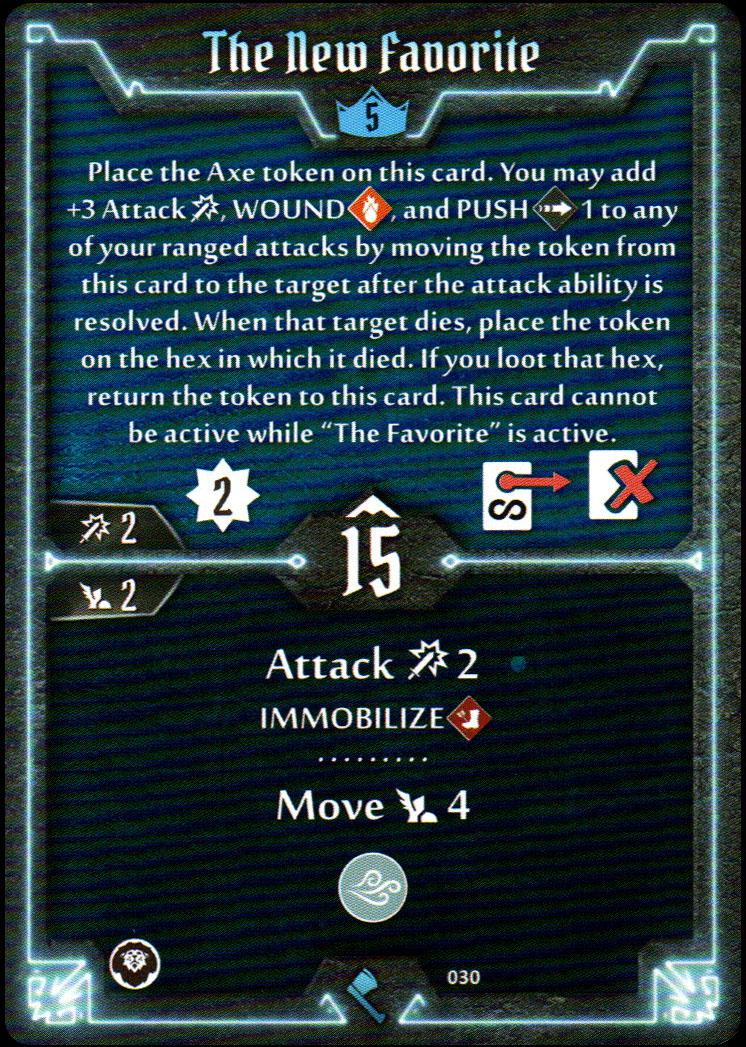 The New Favorite
5
Place the Axe token on this card. You may add
+3 Attack, WOUND, and PUSH 1 to any
of your ranged attacks by moving the token from
this card to the target after the attack ability is
resolved. When that target dies, place the token
on the hex in which it died. If you loot that hex,
return the token to this card. This card cannot
be active while “The Favorite” is active.
2
2
15
2
Attack 2
IMMOBILIZE
.........
Move 4
030